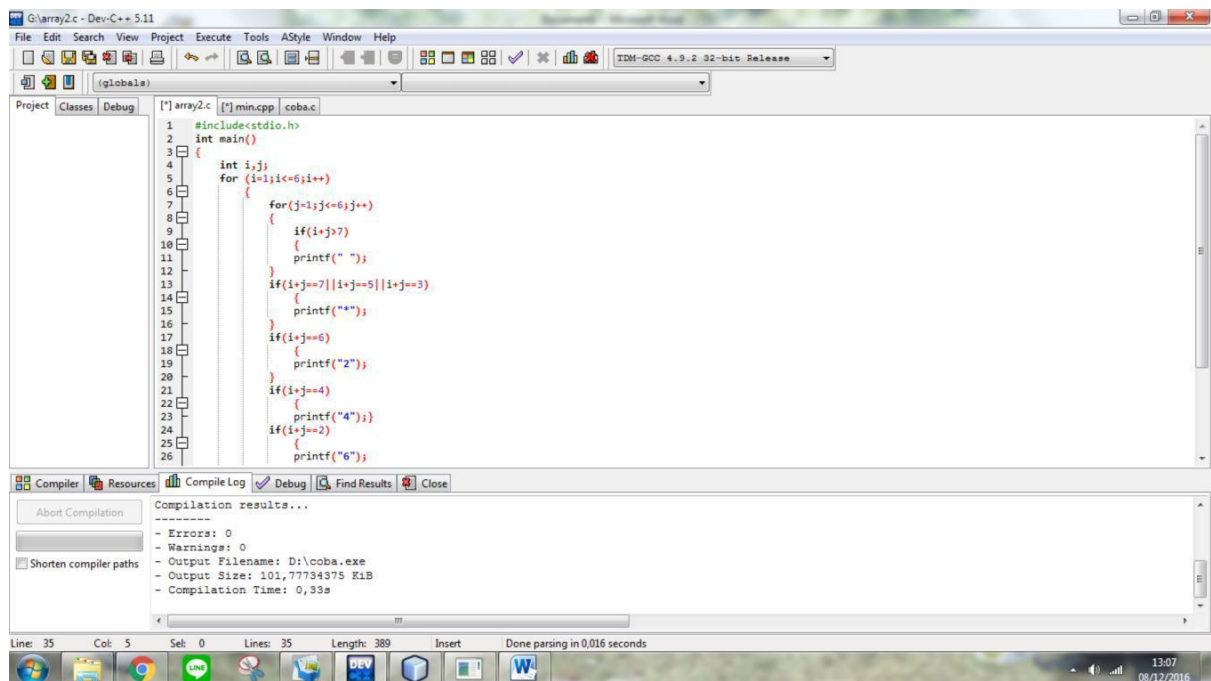 G:\array2.c - Dev-C++ 5.11
File Edit Search View Project Execute Tools AStyle Window Help
TDM-GCC 4.9.2 32-bit Release
(globals)
Project Classes Debug [*] array2.c [*] min.cpp coba.c
1 #include<stdio.h>
2 int main()
3 {
4 int i,j;
5 for (i=1;i<=6;i++)
6 {
7 for(j=1;j<=6;j++)
8 {
9 if(i+j>7)
10 {
11 printf(" ");
12 }
13 if(i+j==7||i+j==5||i+j==3)
14 {
15 printf("*");
16 }
17 if(i+j==6)
18 {
19 printf("2");
20 }
21 if(i+j==4)
22 {
23 printf("4");}
24 if(i+j==2)
25 {
26 printf("6");
Compiler Resources Compile Log Debug Find Results Close
Abort Compilation
Shorten compiler paths
Compilation results...
--------
- Errors: 0
- Warnings: 0
- Output Filename: D:\coba.exe
- Output Size: 101,77734375 KiB
- Compilation Time: 0,33s
Line: 35 Col: 5 Sel: 0 Lines: 35 Length: 389 Insert Done parsing in 0,016 seconds
LINE
DEV
W
13:07
08/12/2016